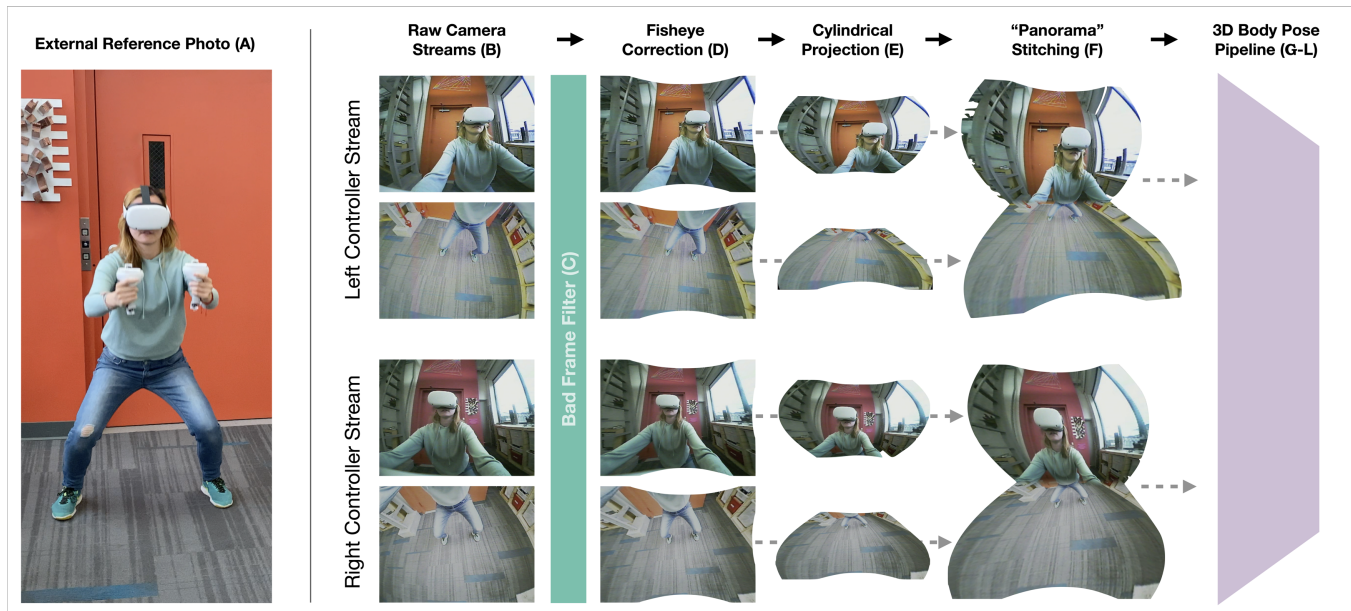 External Reference Photo (A)
Raw Camera
Streams (B)
Fisheye
Correction (D)
Cylindrical
Projection (E)
“Panorama”
Stitching (F)
3D Body Pose
Pipeline (G-L)
Left Controller Stream
Bad Frame Filter (C)
Right Controller Stream